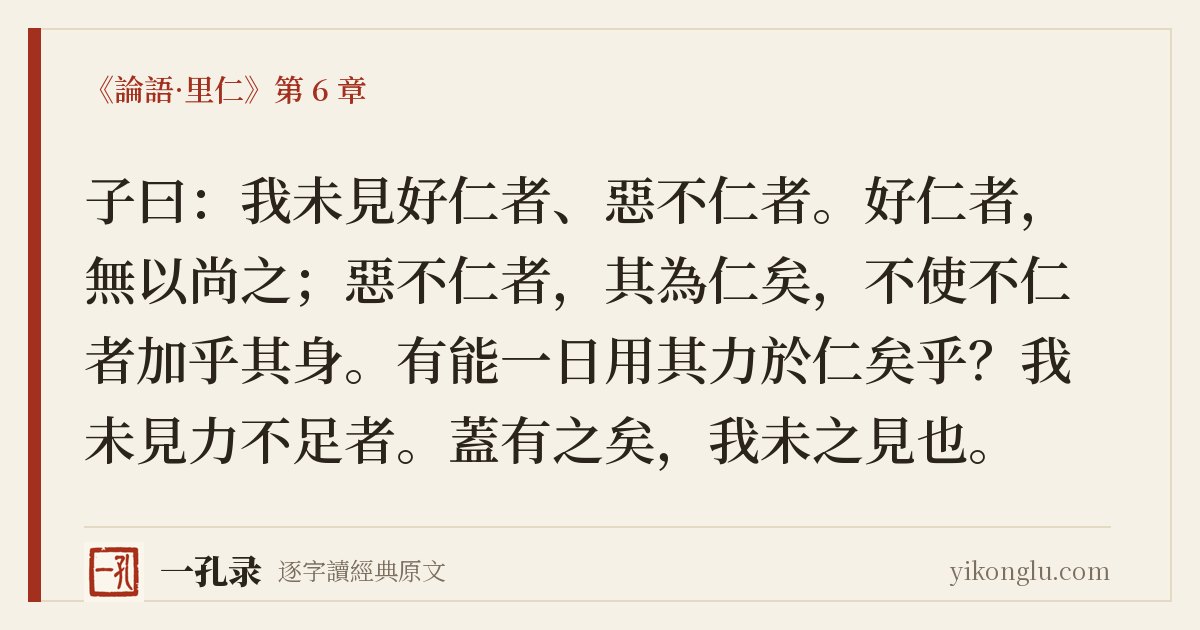 《論語·里仁》第 6 章
子曰：我未見好仁者、惡不仁者。好仁者，
無以尚之；惡不仁者，其為仁矣，不使不仁
者加乎其身。有能一日用其力於仁矣乎？我
未見力不足者。蓋有之矣，我未之見也。
一孔
一孔录 逐字讀經典原文
yikonglu.com